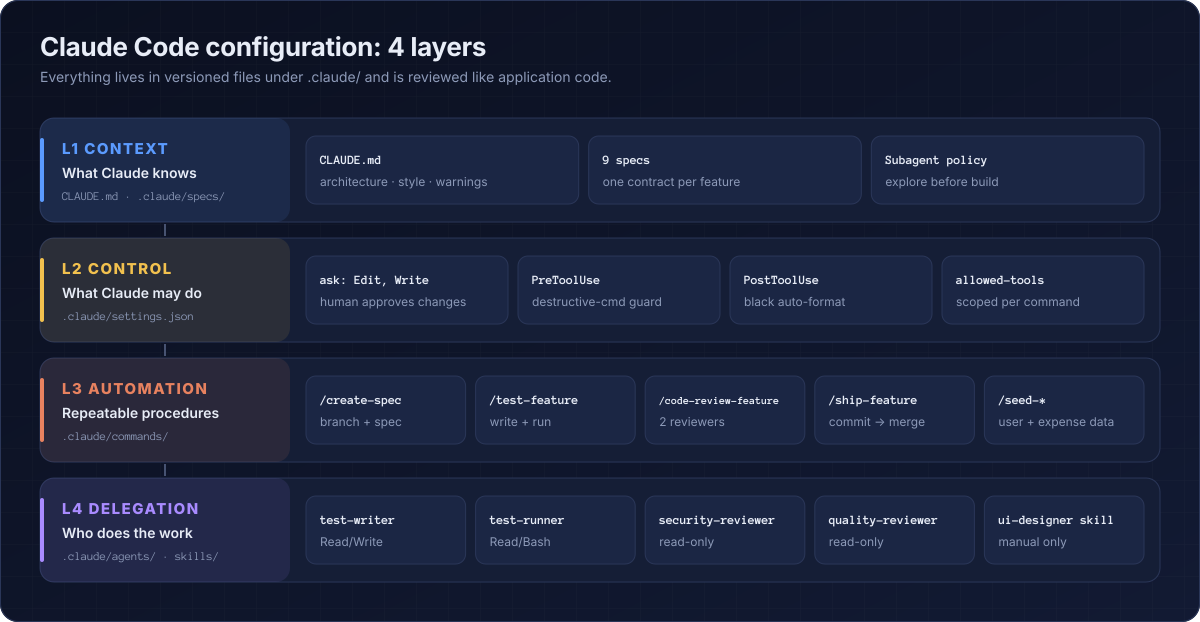 Claude Code configuration: 4 layers
Everything lives in versioned files under .claude/ and is reviewed like application code.
L1 CONTEXT
What Claude knows
CLAUDE.md · .claude/specs/
CLAUDE.md
architecture · style · warnings
9 specs
one contract per feature
Subagent policy
explore before build
L2 CONTROL
What Claude may do
.claude/settings.json
ask: Edit, Write
human approves changes
PreToolUse
destructive-cmd guard
PostToolUse
black auto-format
allowed-tools
scoped per command
L3 AUTOMATION
Repeatable procedures
.claude/commands/
/create-spec
branch + spec
/test-feature
write + run
/code-review-feature
2 reviewers
/ship-feature
commit → merge
/seed-*
user + expense data
L4 DELEGATION
Who does the work
.claude/agents/ · skills/
test-writer
Read/Write
test-runner
Read/Bash
security-reviewer
read-only
quality-reviewer
read-only
ui-designer skill
manual only